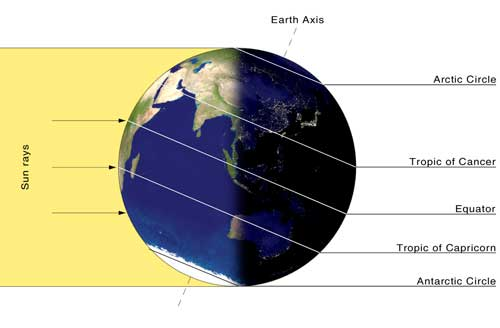 Earth Axis
Arctic Circle
Sun rays
Tropic of Cancer
Equator
Tropic of Capricorn
Antarctic Circle